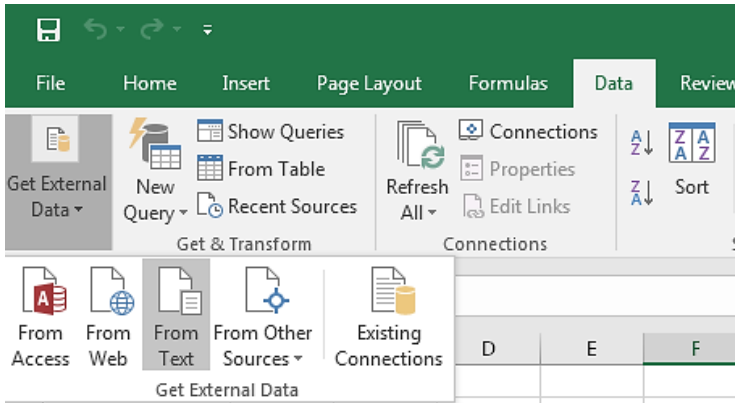 File Home Insert Page Layout Formulas Data Review
Get External
Data
New
Query
Show Queries
From Table
Recent Sources
Get & Transform
Refresh
All
Connections
Properties
Edit Links
Connections
A
Z
Z
A
Z A
A Z
Sort
From
Access
From
Web
From
Text
From Other
Sources
Existing
Connections
Get External Data
D E F